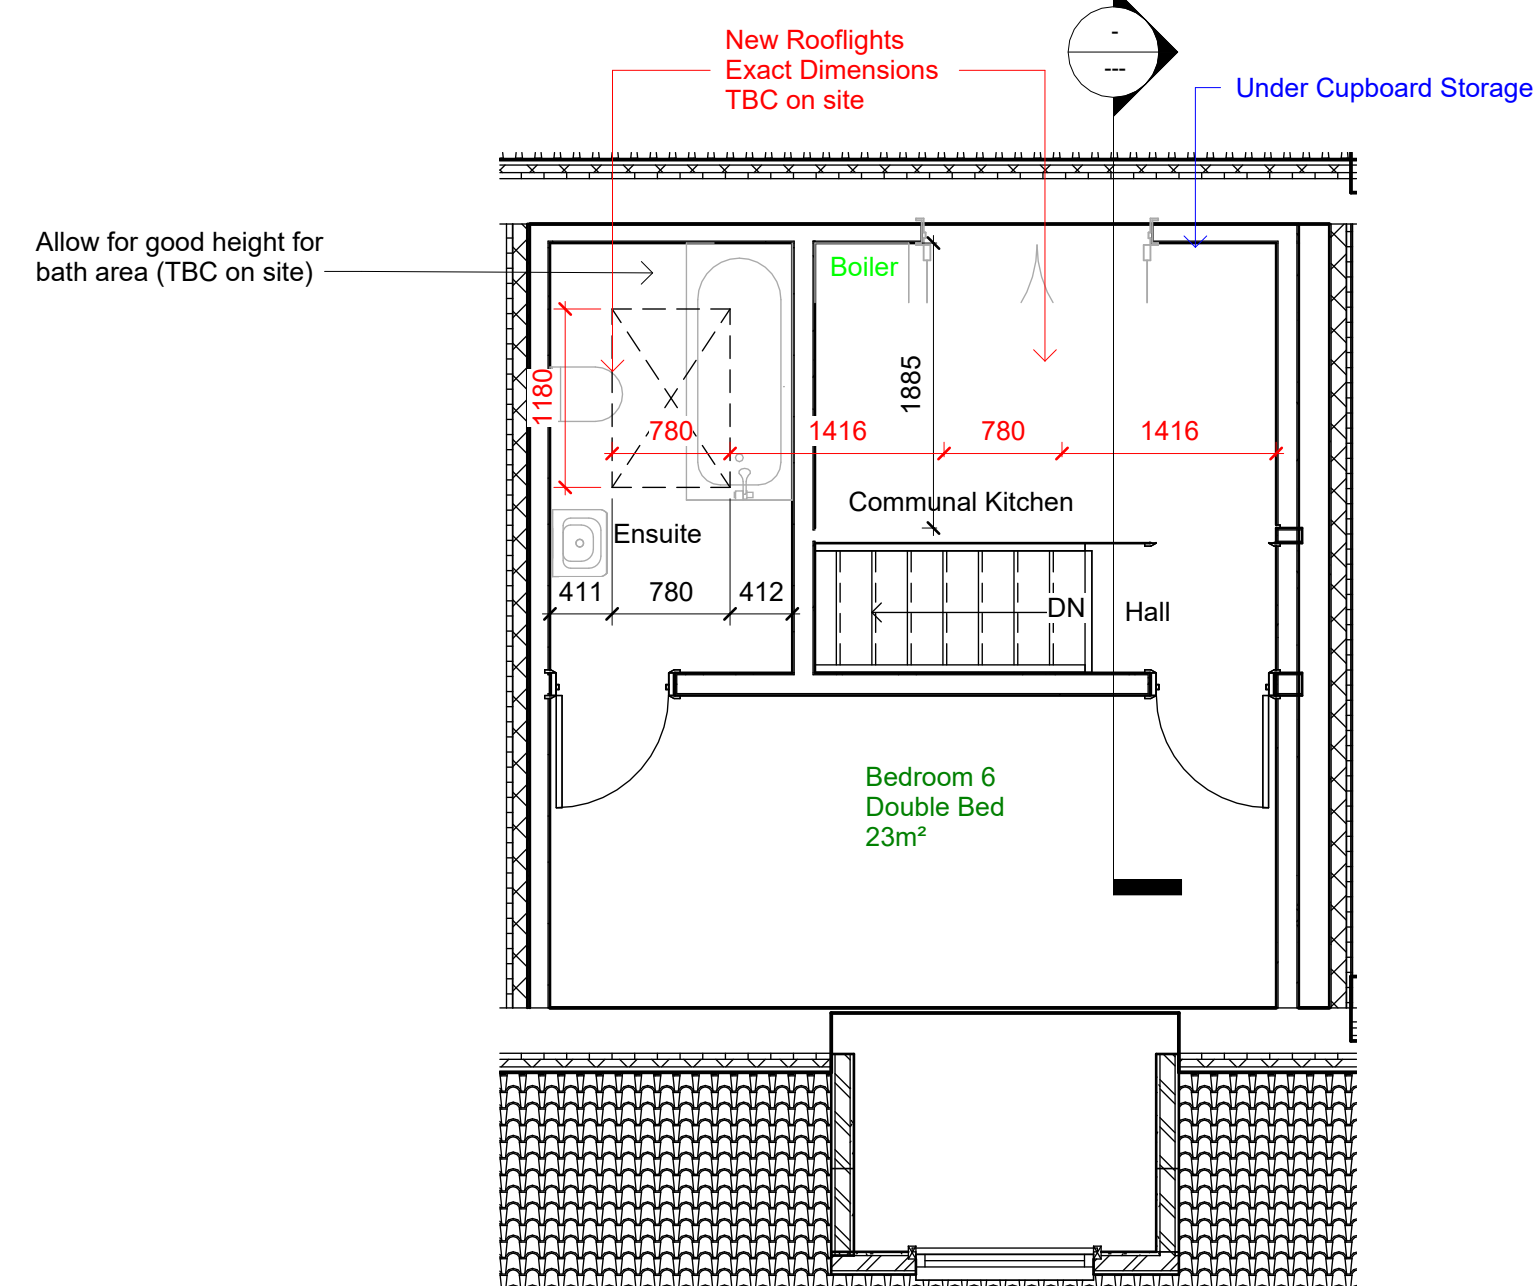 New Rooflights
Exact Dimensions
TBC on site
-
---
Under Cupboard Storage
Allow for good height for
bath area (TBC on site)
Boiler
1180
1885
780
1416
780
1416
Communal Kitchen
Ensuite
411
780
412
DN
Hall
Bedroom 6
Double Bed
23m²